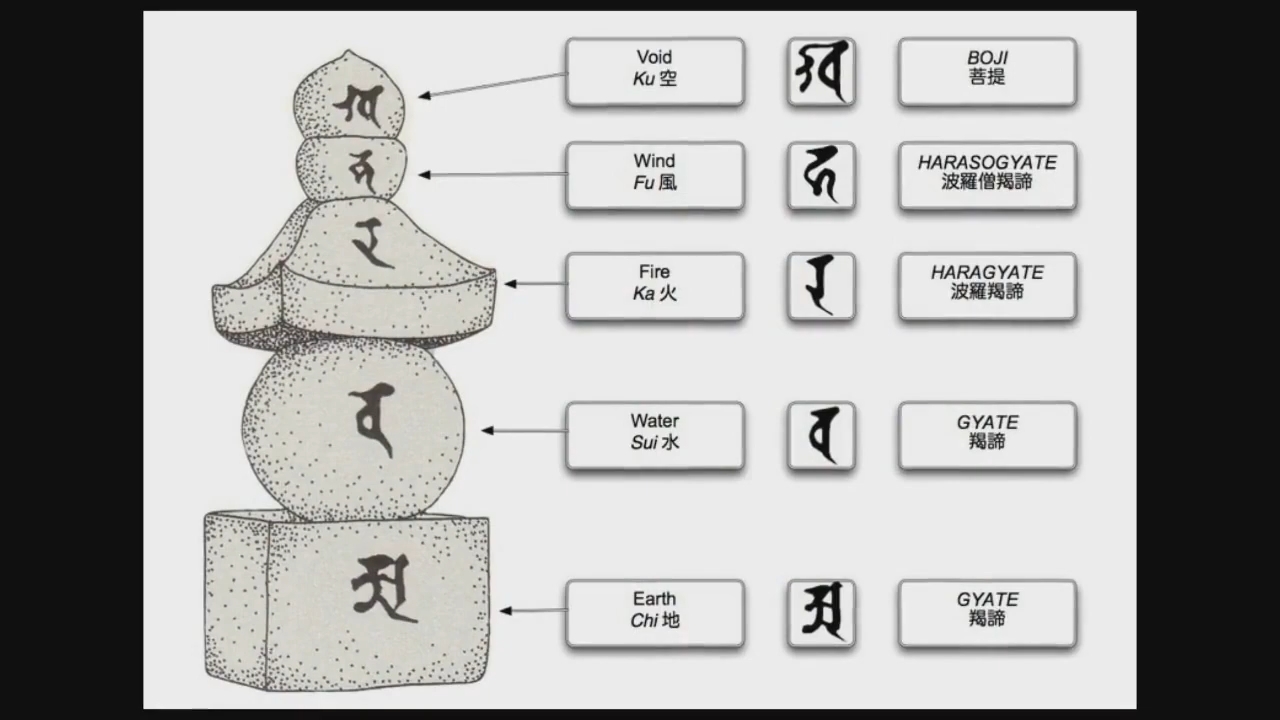 Void
Ku 空
ख
BOJI
菩提
Wind
Fu 風
ह
HARASOGYATE
波羅僧羯諦
Fire
Ka 火
र
HARAGYATE
波羅羯諦
Water
Sui 水
व
GYATE
羯諦
Earth
Chi 地
अ
GYATE
羯諦